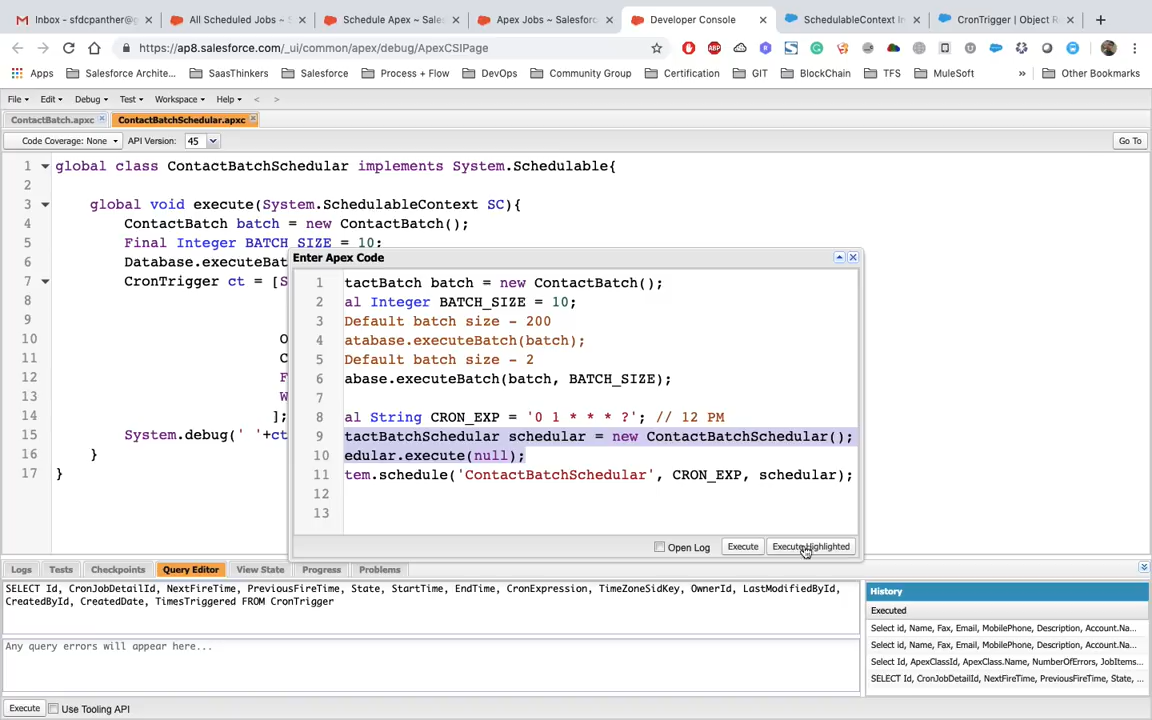 Inbox - sfdcpanther@
All Scheduled Jobs ~ S
Schedule Apex ~ Sales
Apex Jobs ~ Salesforc
Developer Console
SchedulableContext In
CronTrigger | Object R
https://ap8.salesforce.com/_ui/common/apex/debug/ApexCSIPage
Apps
Salesforce Archite...
SaasThinkers
Salesforce
Process + Flow
DevOps
Community Group
Certification
GIT
BlockChain
TFS
MuleSoft
»
Other Bookmarks
File
Edit
Debug
Test
Workspace
Help
<
>
ContactBatch.apxc
ContactBatchSchedular.apxc
Code Coverage: None
API Version:
45
Go To
1 global class ContactBatchSchedular implements System.Schedulable{
2
3 global void execute(System.SchedulableContext SC){
4 ContactBatch batch = new ContactBatch();
5 Final Integer BATCH_SIZE = 10;
6 Database.executeBat
7 CronTrigger ct = [S
8
9
10 O
11 C
12 F
13 W
14 ];
15 System.debug(' '+ct
16 }
17 }
Enter Apex Code
1 tactBatch batch = new ContactBatch();
2 al Integer BATCH_SIZE = 10;
3 Default batch size - 200
4 atabase.executeBatch(batch);
5 Default batch size - 2
6 abase.executeBatch(batch, BATCH_SIZE);
7
8 al String CRON_EXP = '0 1 * * * ?'; // 12 PM
9 tactBatchSchedular schedular = new ContactBatchSchedular();
10 edular.execute(null);
11 tem.schedule('ContactBatchSchedular', CRON_EXP, schedular);
12
13
Open Log
Execute
Execute Highlighted
Logs
Tests
Checkpoints
Query Editor
View State
Progress
Problems
SELECT Id, CronJobDetailId, NextFireTime, PreviousFireTime, State, StartTime, EndTime, CronExpression, TimeZoneSidKey, OwnerId, LastModifiedById,
CreatedById, CreatedDate, TimesTriggered FROM CronTrigger
Any query errors will appear here...
History
Executed
Select id, Name, Fax, Email, MobilePhone, Description, Account.Na...
Select id, Name, Fax, Email, MobilePhone, Description, Account.Na...
Select Id, ApexClassId, ApexClass.Name, NumberOfErrors, JobItems...
SELECT Id, CronJobDetailId, NextFireTime, PreviousFireTime, State, ...
Execute
Use Tooling API